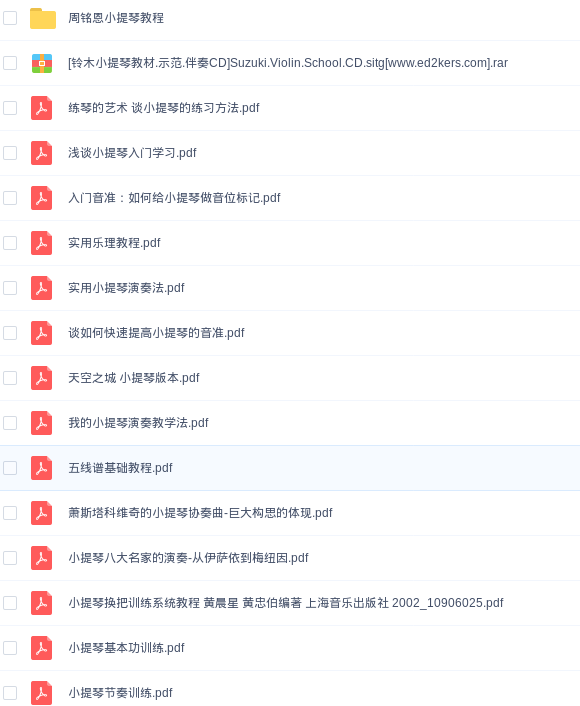 周铭恩小提琴教程
[铃木小提琴教材.示范.伴奏CD]Suzuki.Violin.School.CD.sitg[www.ed2kers.com].rar
练琴的艺术 谈小提琴的练习方法.pdf
浅谈小提琴入门学习.pdf
入门音准：如何给小提琴做音位标记.pdf
实用乐理教程.pdf
实用小提琴演奏法.pdf
谈如何快速提高小提琴的音准.pdf
天空之城 小提琴版本.pdf
我的小提琴演奏教学法.pdf
五线谱基础教程.pdf
萧斯塔科维奇的小提琴协奏曲-巨大构思的体现.pdf
小提琴八大名家的演奏-从伊萨依到梅纽因.pdf
小提琴换把训练系统教程 黄晨星 黄忠伯编著 上海音乐出版社 2002_10906025.pdf
小提琴基本功训练.pdf
小提琴节奏训练.pdf